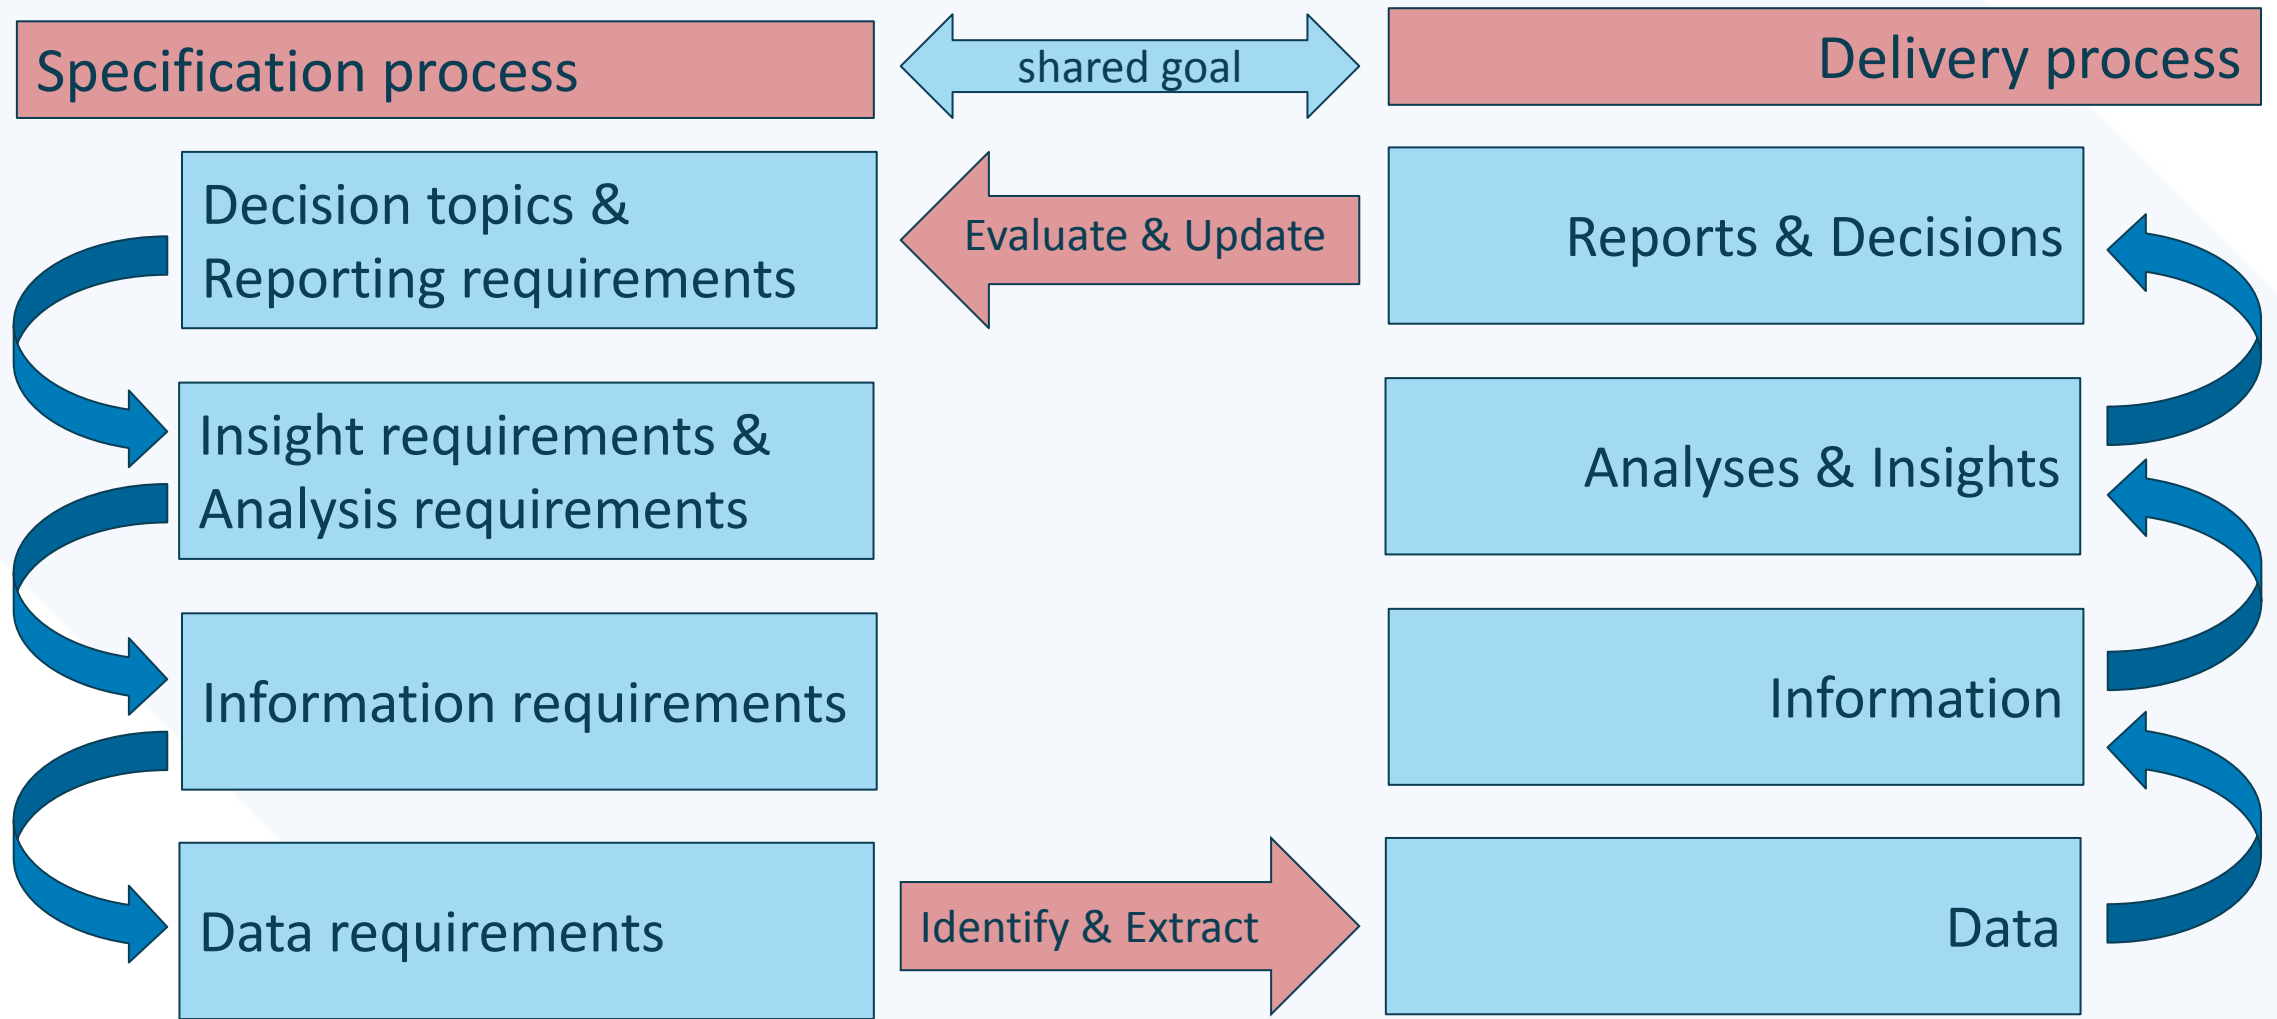 Specification process
shared goal
Delivery process
Decision topics &
Reporting requirements
Evaluate & Update
Reports & Decisions
Insight requirements &
Analysis requirements
Analyses & Insights
Information requirements
Information
Data requirements
Identify & Extract
Data